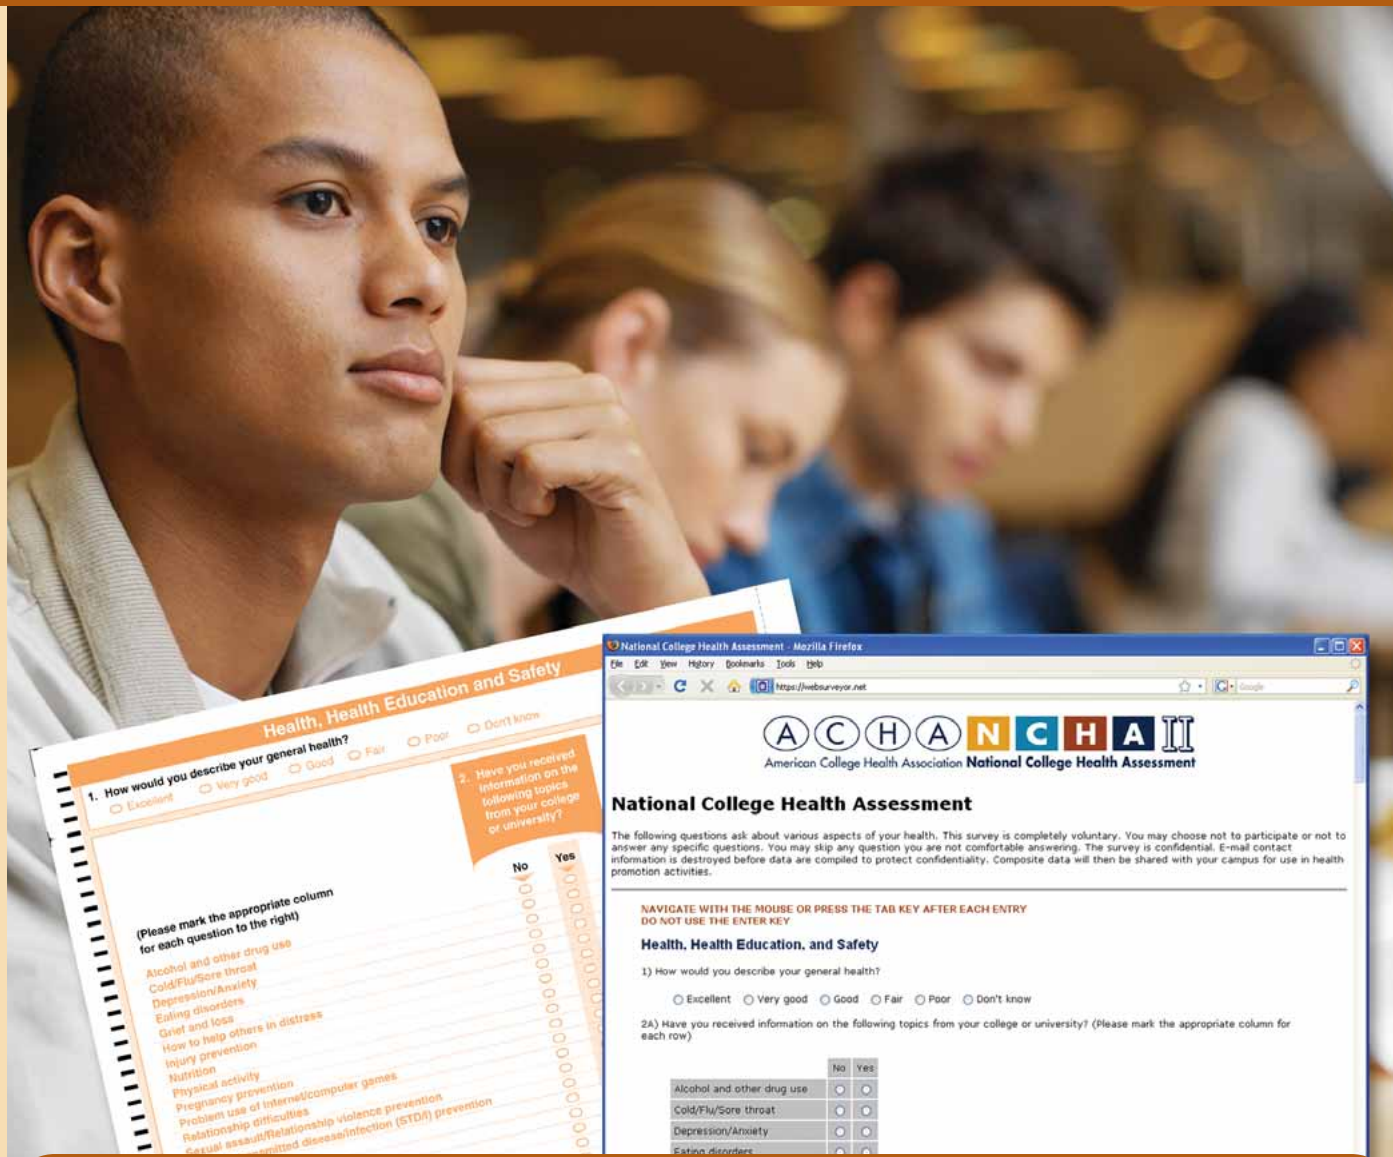 Health, Health Education and Safety
1. How would you describe your general health?
Excellent Very good Good Fair Poor Don't know
2. Have you received
information on the
following topics
from your college
or university?
No Yes
(Please mark the appropriate column
for each question to the right)
Alcohol and other drug use
Cold/Flu/Sore throat
Depression/Anxiety
Eating disorders
Grief and loss
How to help others in distress
Injury prevention
Nutrition
Physical activity
Pregnancy prevention
Problem use of Internet/computer games
Relationship difficulties
Sexual assault/Relationship violence prevention
disease/infection (STD/I) prevention
National College Health Assessment - Mozilla Firefox
File Edit View History Bookmarks Tools Help
https://websurveyor.net
Google
ACHA NCHA II
American College Health Association National College Health Assessment
National College Health Assessment
The following questions ask about various aspects of your health. This survey is completely voluntary. You may choose not to participate or not to
answer any specific questions. You may skip any question you are not comfortable answering. The survey is confidential. E-mail contact
information is destroyed before data are compiled to protect confidentiality. Composite data will then be shared with your campus for use in health
promotion activities.
NAVIGATE WITH THE MOUSE OR PRESS THE TAB KEY AFTER EACH ENTRY
DO NOT USE THE ENTER KEY
Health, Health Education, and Safety
1) How would you describe your general health?
Excellent Very good Good Fair Poor Don't know
2A) Have you received information on the following topics from your college or university? (Please mark the appropriate column for
each row)
No Yes
Alcohol and other drug use
Cold/Flu/Sore throat
Depression/Anxiety
Eating disorders